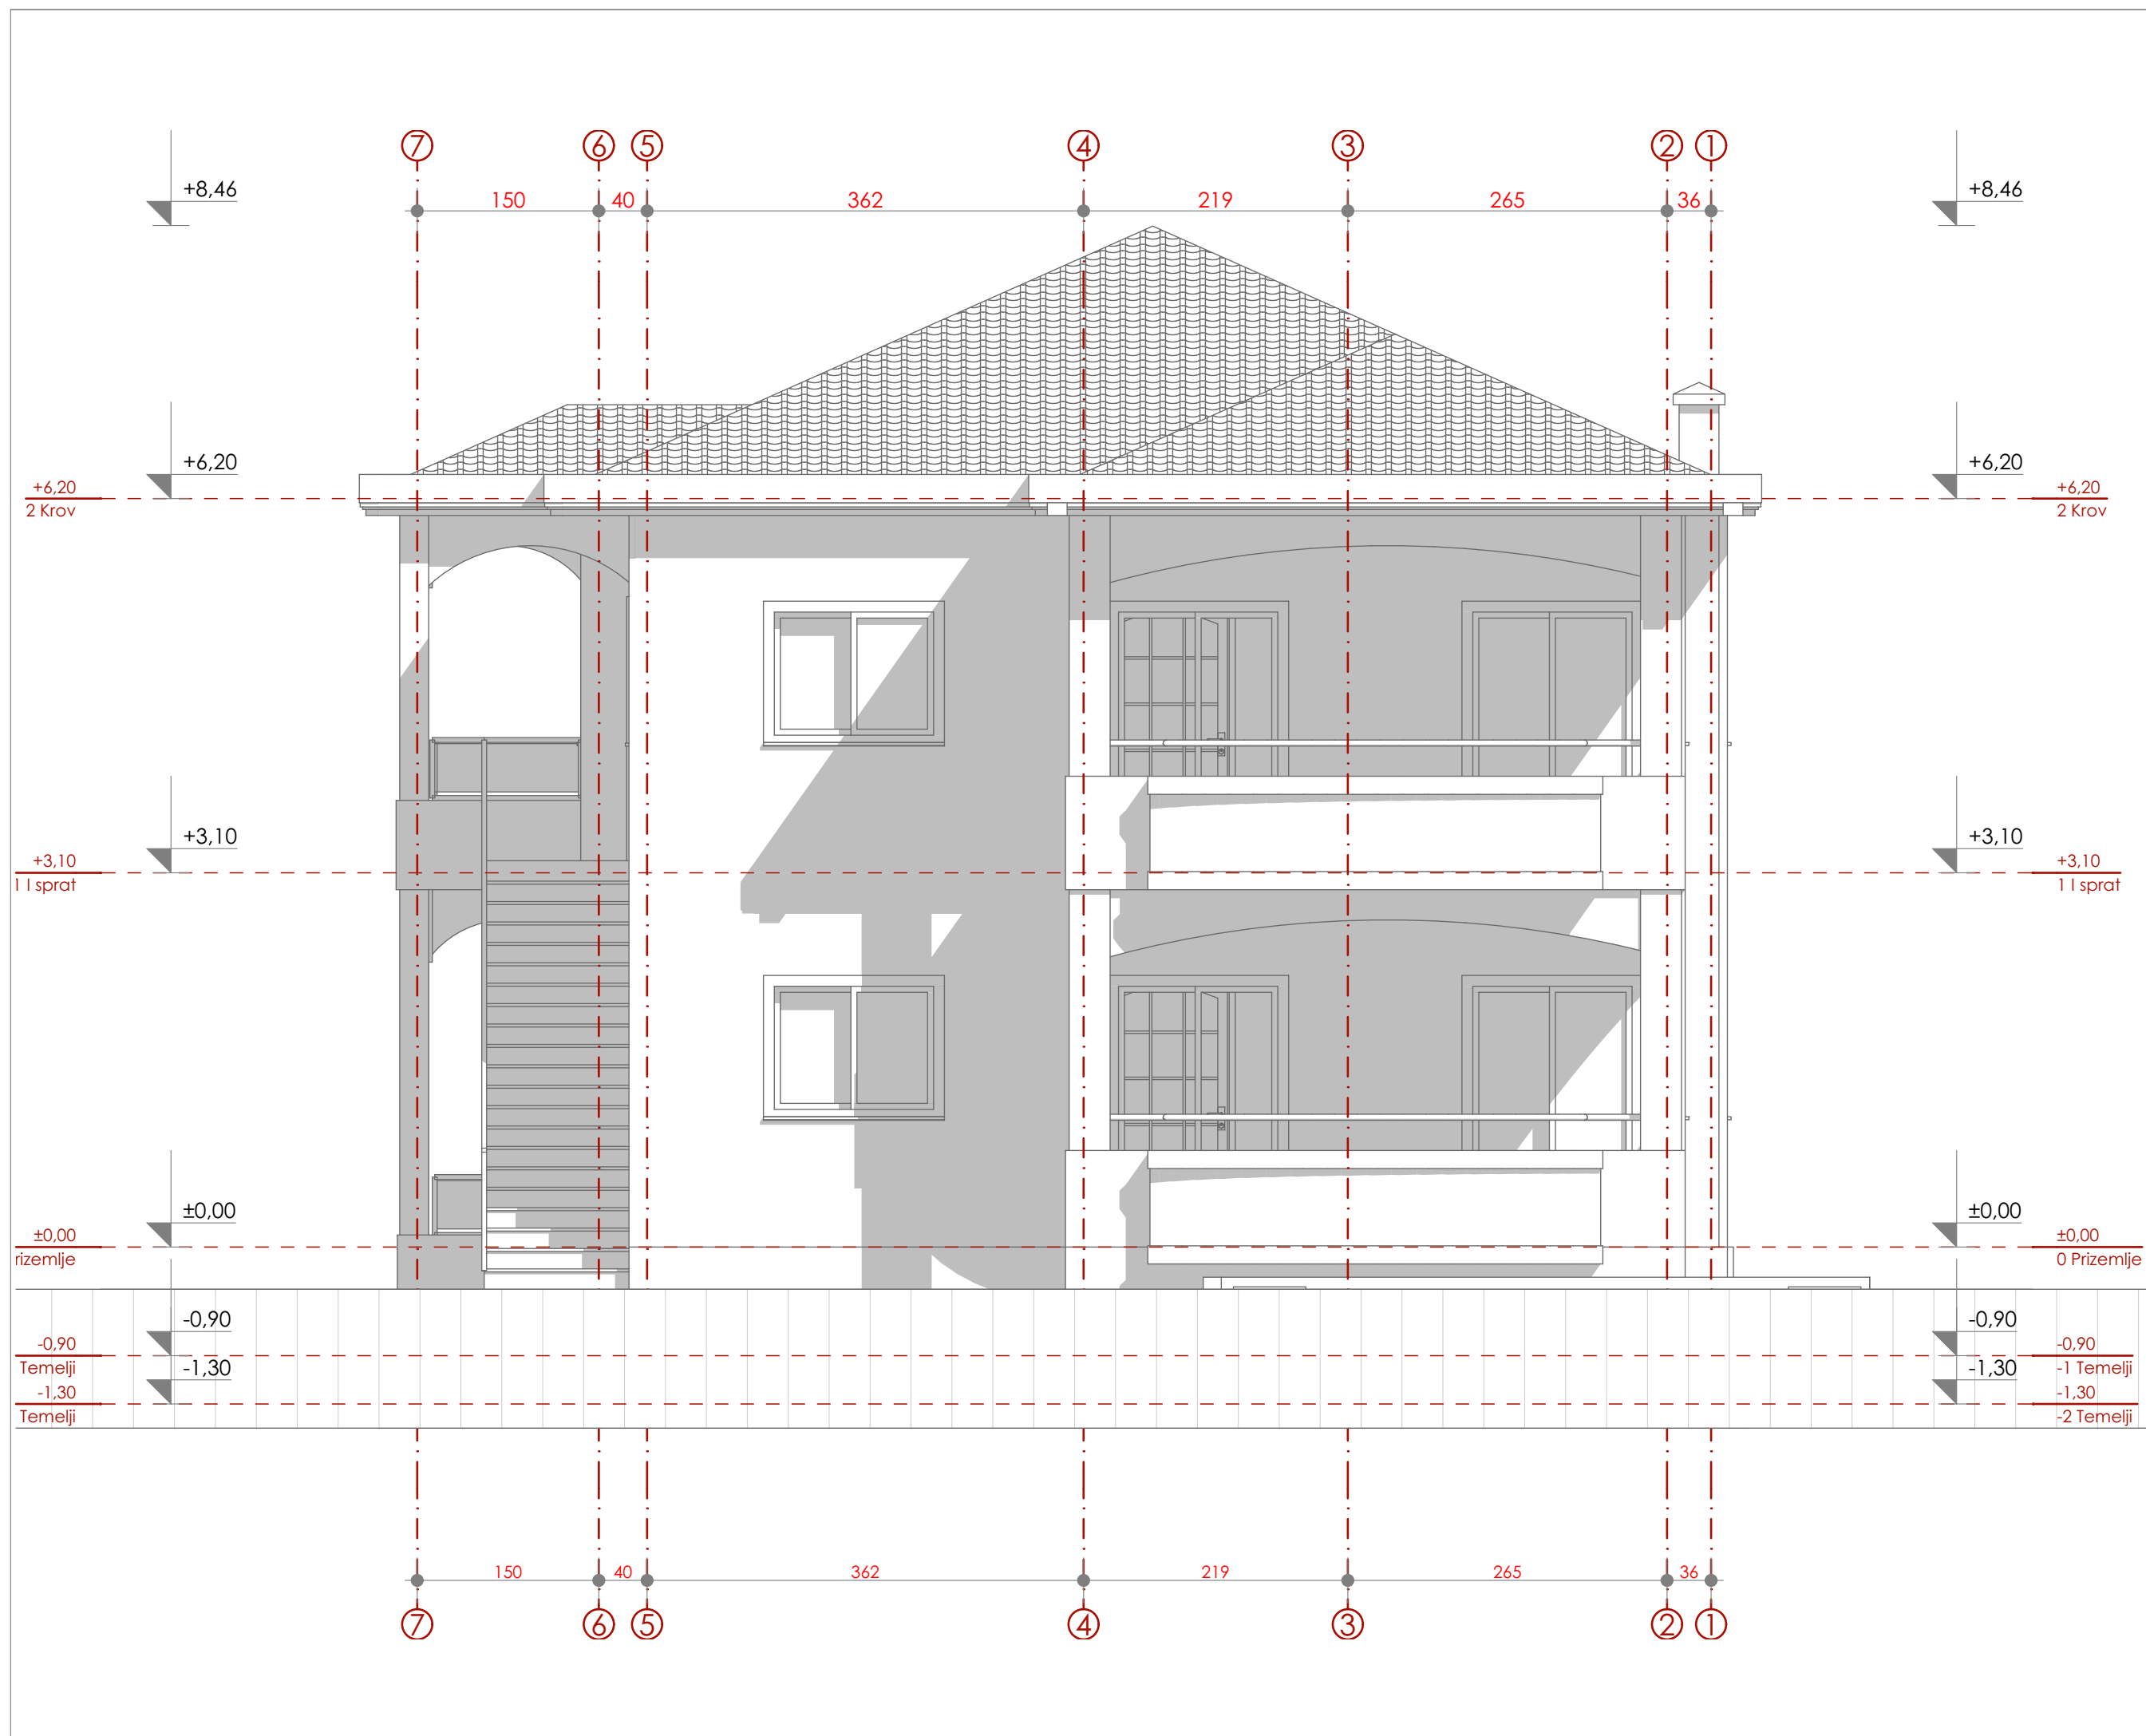 7 6 5 4 3 2 1
+8,46 +8,46
150 40 362 219 265 36
+6,20 +6,20
+6,20 +6,20
2 Krov 2 Krov
+3,10 +3,10
+3,10 +3,10
1 I sprat 1 I sprat
±0,00 ±0,00
±0,00 ±0,00
rizemlje 0 Prizemlje
-0,90 -0,90
-0,90 -0,90
Temelji -1,30 -1,30 -1 Temelji
-1,30 -1,30
Temelji -2 Temelji
150 40 362 219 265 36
7 6 5 4 3 2 1